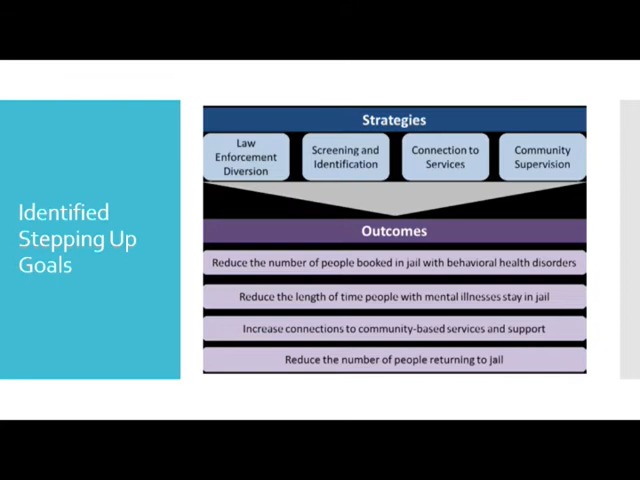 Identified
Stepping Up
Goals
Strategies
Law
Enforcement
Diversion
Screening and
Identification
Connection to
Services
Community
Supervision
Outcomes
Reduce the number of people booked in jail with behavioral health disorders
Reduce the length of time people with mental illnesses stay in jail
Increase connections to community-based services and support
Reduce the number of people returning to jail